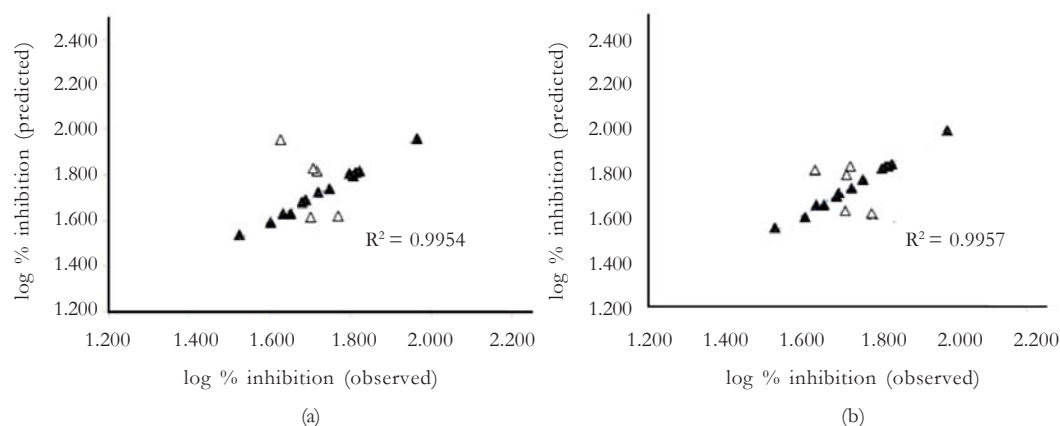 log % inhibition (predicted)
2.400
2.200
2.000
1.800
1.600
1.400
1.200
R² = 0.9954
1.200 1.400 1.600 1.800 2.000 2.200
log % inhibition (observed)
(a)
log % inhibition (predicted)
2.400
2.200
2.000
1.800
1.600
1.400
1.200
R² = 0.9957
1.200 1.400 1.600 1.800 2.000 2.200
log % inhibition (observed)
(b)